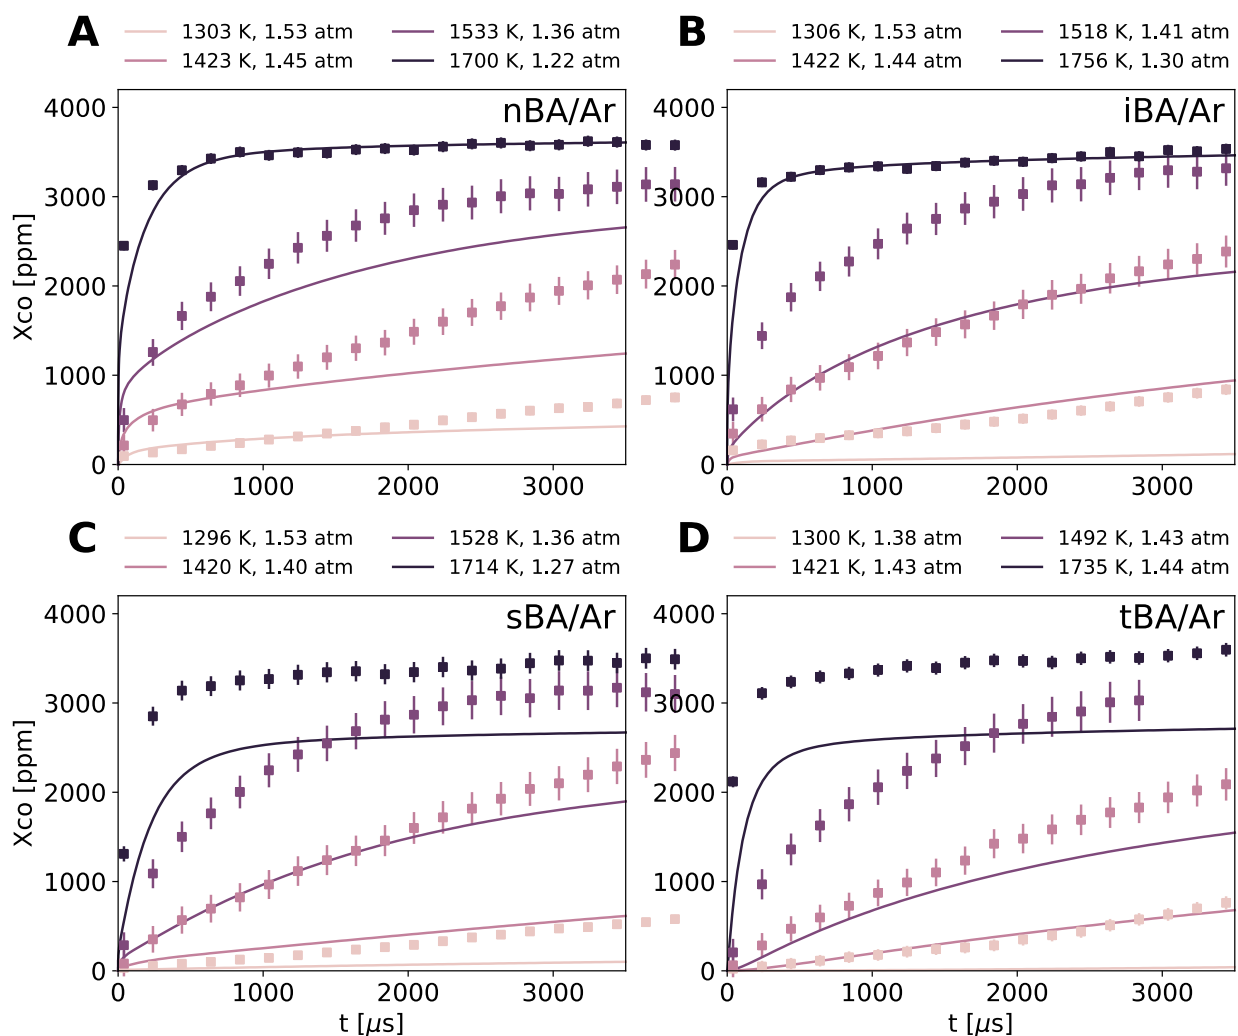 A
1303 K, 1.53 atm
1533 K, 1.36 atm
1423 K, 1.45 atm
1700 K, 1.22 atm
nBA/Ar
Xco [ppm]
4000
3000
2000
1000
0
0 1000 2000 3000
B
1306 K, 1.53 atm
1518 K, 1.41 atm
1422 K, 1.44 atm
1756 K, 1.30 atm
iBA/Ar
4000
3000
2000
1000
0
0 1000 2000 3000
C
1296 K, 1.53 atm
1528 K, 1.36 atm
1420 K, 1.40 atm
1714 K, 1.27 atm
sBA/Ar
Xco [ppm]
4000
3000
2000
1000
0
0 1000 2000 3000
t [μs]
D
1300 K, 1.38 atm
1492 K, 1.43 atm
1421 K, 1.43 atm
1735 K, 1.44 atm
tBA/Ar
4000
3000
2000
1000
0
0 1000 2000 3000
t [μs]